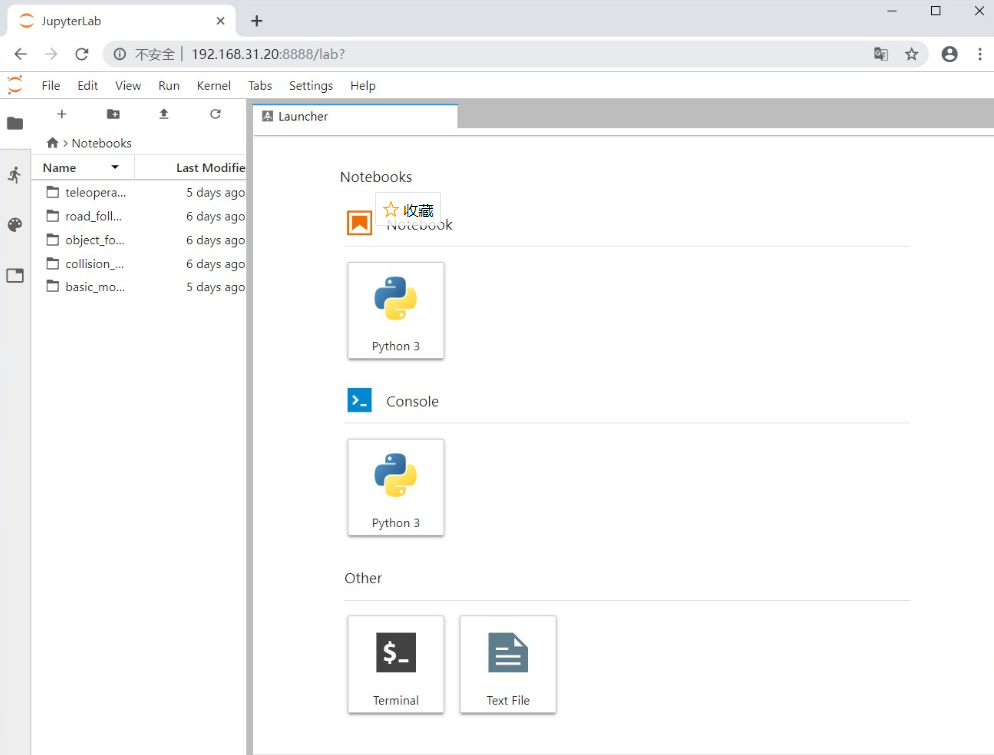 JupyterLab
不安全 | 192.168.31.20:8888/lab?
File Edit View Run Kernel Tabs Settings Help
Launcher
Notebooks
Name Last Modifie
teleopera... 5 days ago
road_foll... 6 days ago
object_fo... 6 days ago
collision_... 6 days ago
basic_mo... 5 days ago
Notebooks
收藏
Notebook
Python 3
Console
Python 3
Other
$_
Terminal
Text File